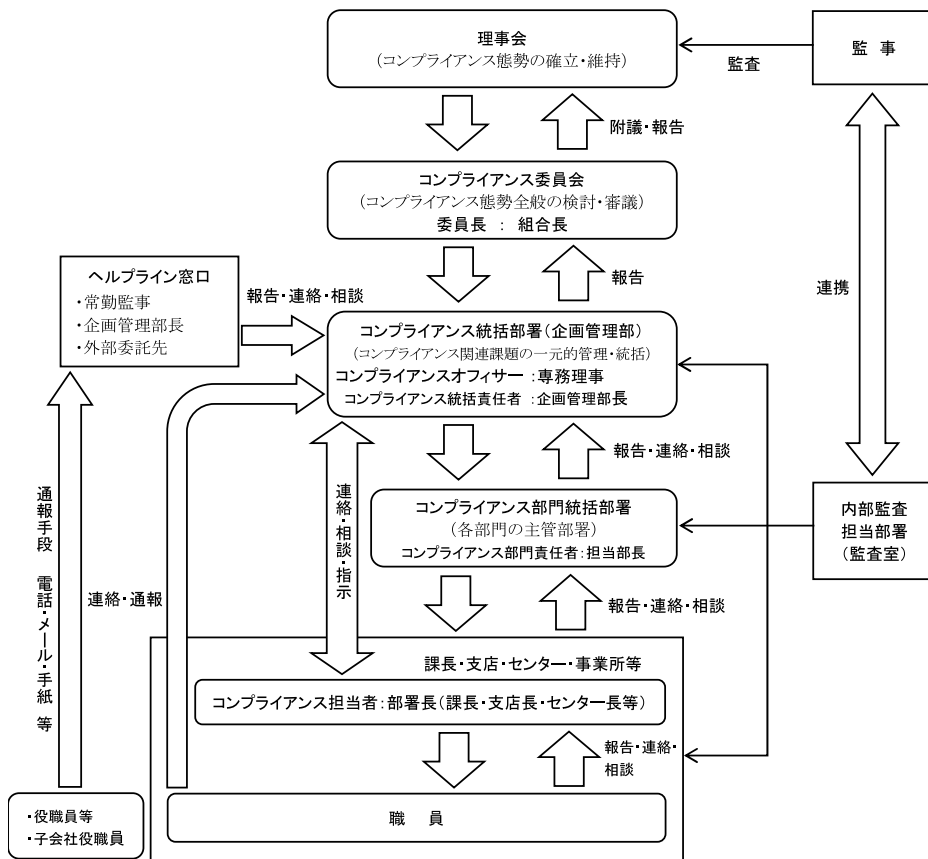 理事会
（コンプライアンス態勢の確立・維持）
監　事
監査
附議・報告
コンプライアンス委員会
（コンプライアンス態勢全般の検討・審議）
委員長　：　組合長
報告
連携
ヘルプライン窓口
・常勤監事
・企画管理部長
・外部委託先
報告・連絡・相談
コンプライアンス統括部署（企画管理部）
（コンプライアンス関連課題の一元的管理・統括）
コンプライアンスオフィサー　：専務理事
コンプライアンス統括責任者　：企画管理部長
報告・連絡・相談
連絡・相談・指示
コンプライアンス部門統括部署
（各部門の主管部署）
コンプライアンス部門責任者：担当部長
内部監査
担当部署
（監査室）
通報手段　電話・メール・手紙　等
連絡・通報
報告・連絡・相談
課長・支店・センター・事業所等
コンプライアンス担当者：部署長（課長・支店長・センター長等）
報告・連絡・
相談
職　員
・役職員等
・子会社役職員